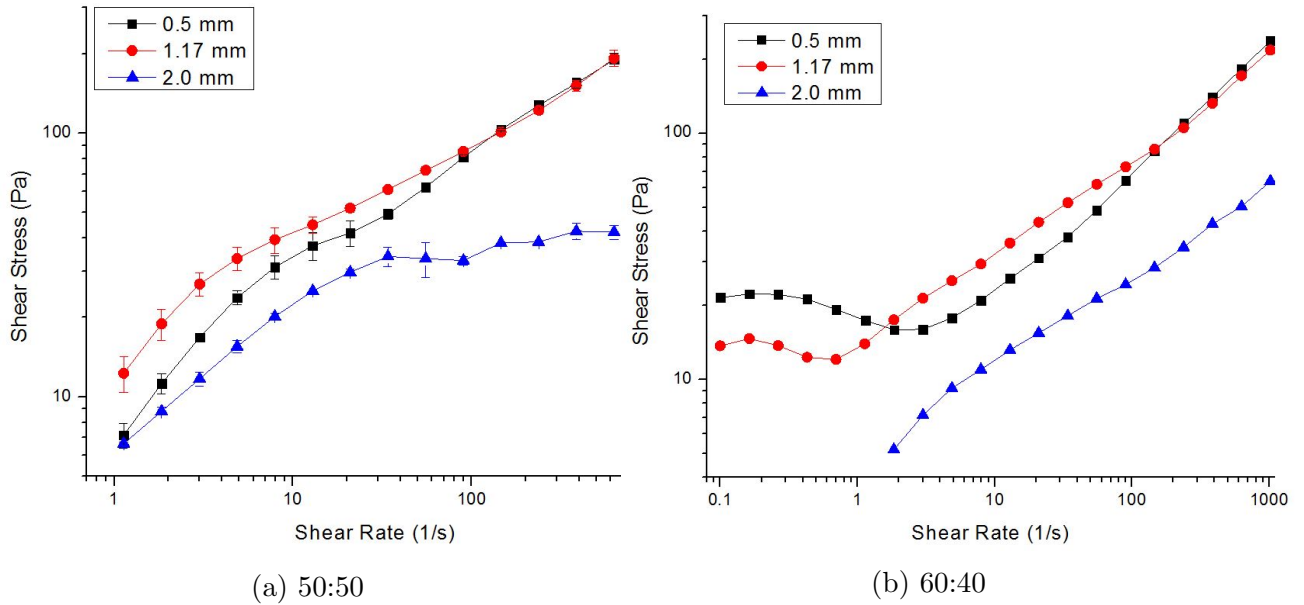 0.5 mm
1.17 mm
2.0 mm
100
10
Shear Stress (Pa)
1 10 100
Shear Rate (1/s)
(a) 50:50
0.5 mm
1.17 mm
2.0 mm
100
10
Shear Stress (Pa)
0.1 1 10 100 1000
Shear Rate (1/s)
(b) 60:40